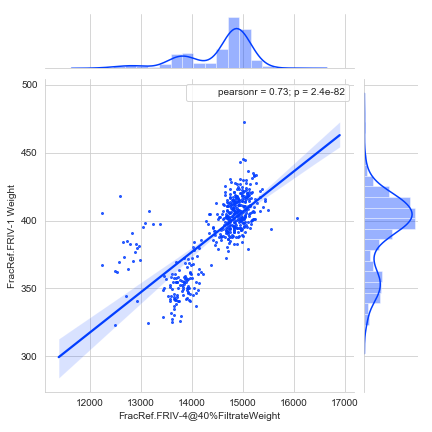 pearsonr = 0.73; p = 2.4e-82
500
450
400
350
300
FracRef.FRIV-1 Weight
12000 13000 14000 15000 16000 17000
FracRef.FRIV-4@40%FiltrateWeight